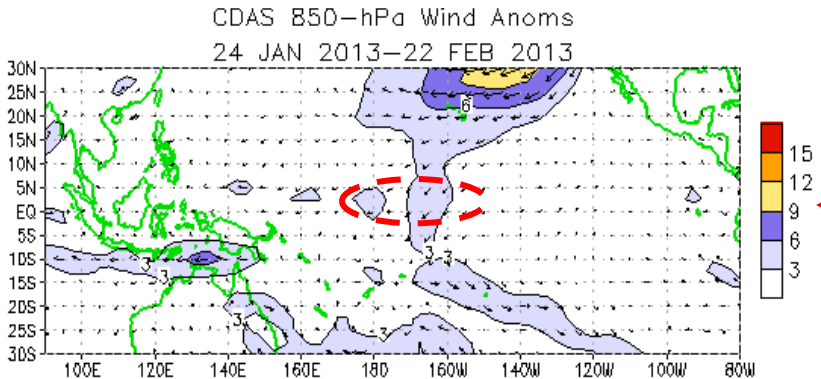 CDAS 850-hPa Wind Anoms
24 JAN 2013-22 FEB 2013
30N
25N
20N
15N
10N
5N
EQ
5S
10S
15S
20S
25S
30S
100E 120E 140E 160E 180 160W 140W 120W 100W 80W
6
3
3
3
3
3
3
15
12
9
6
3